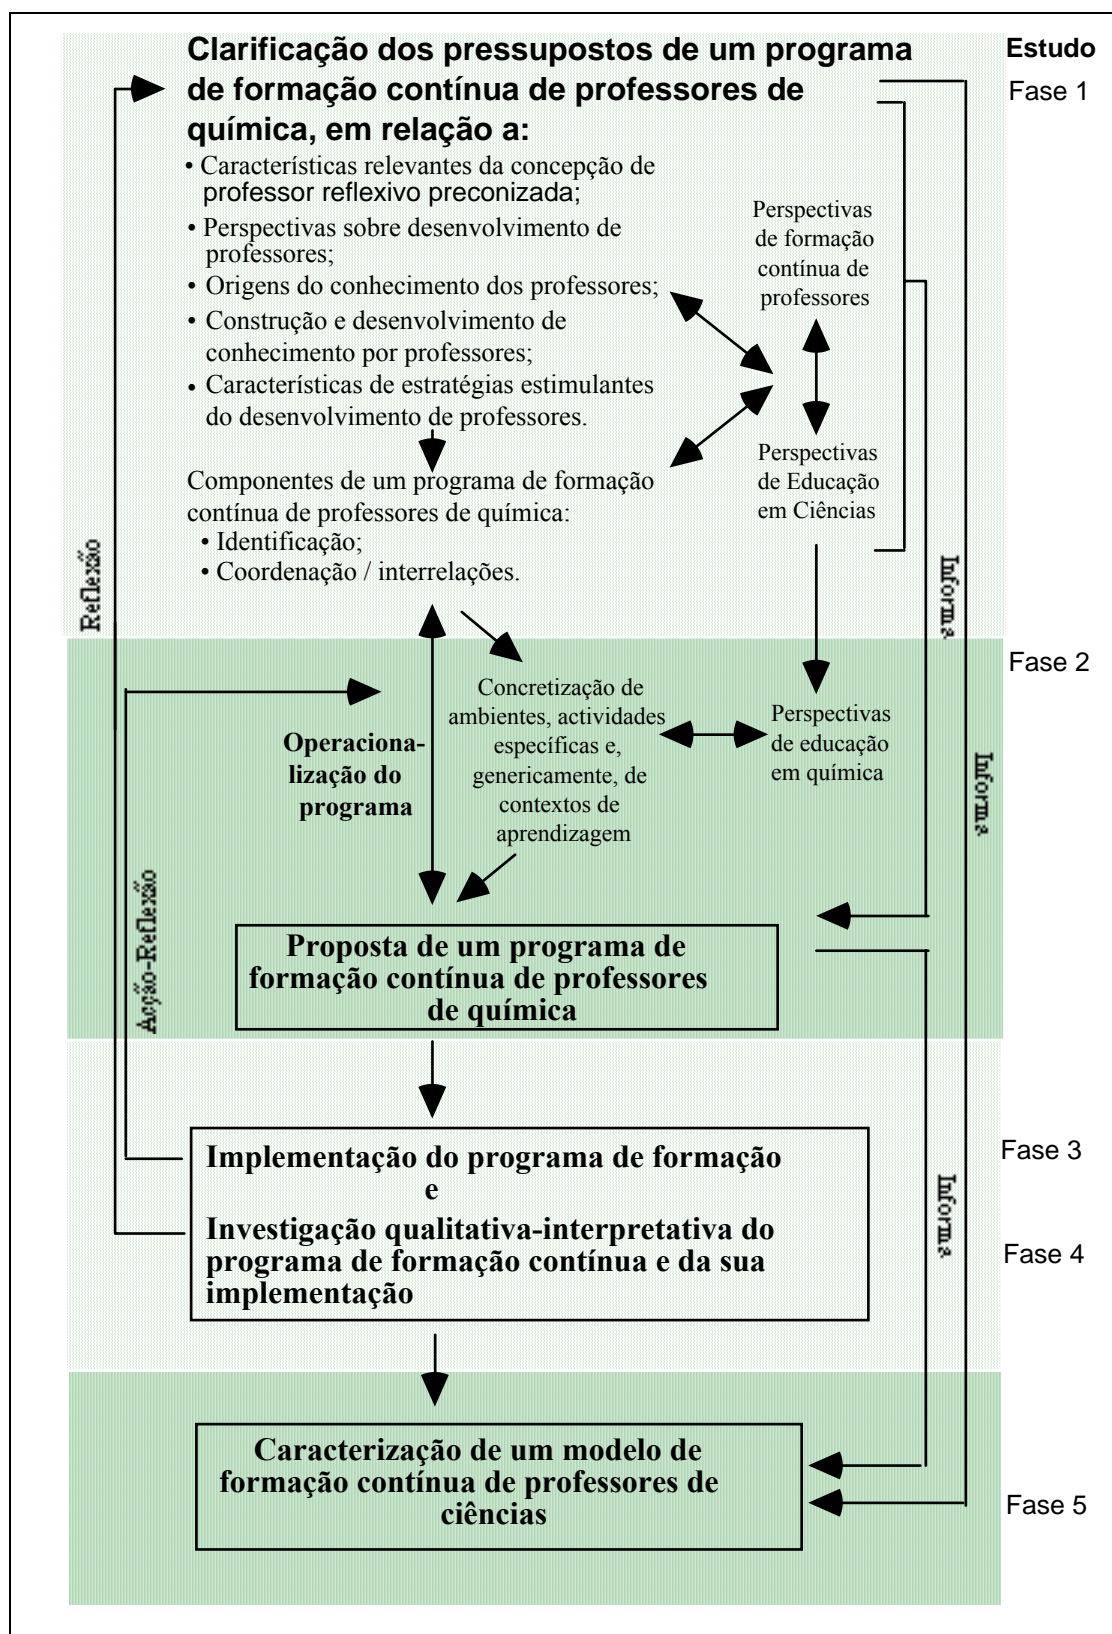 Clarificação dos pressupostos de um programa
de formação contínua de professores de
química, em relação a:
Estudo
Fase 1
• Características relevantes da concepção de
professor reflexivo preconizada;
• Perspectivas sobre desenvolvimento de
professores;
• Origens do conhecimento dos professores;
• Construção e desenvolvimento de
conhecimento por professores;
• Características de estratégias estimulantes
do desenvolvimento de professores.
Perspectivas
de formação
contínua de
professores
Perspectivas
de Educação
em Ciências
Componentes de um programa de formação
contínua de professores de química:
• Identificação;
• Coordenação / interrelações.
Reflexão
Informa
Fase 2
Concretização de
ambientes, actividades
específicas e,
genericamente, de
contextos de
aprendizagem
Perspectivas
de educação
em química
Operaciona-
lização do
programa
Informa
Acção-Reflexão
Proposta de um programa de
formação contínua de professores
de química
Implementação do programa de formação
e
Investigação qualitativa-interpretativa do
programa de formação contínua e da sua
implementação
Fase 3
Informa
Fase 4
Caracterização de um modelo de
formação contínua de professores de
ciências
Fase 5